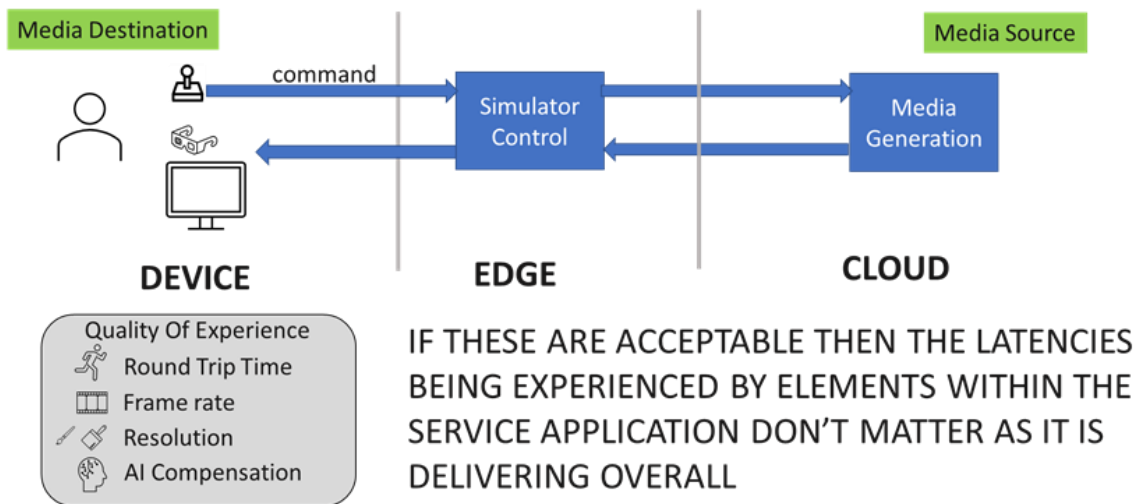 Media Destination
Media Source
command
Simulator
Control
Media
Generation
DEVICE
EDGE
CLOUD
Quality Of Experience
Round Trip Time
Frame rate
Resolution
AI Compensation
IF THESE ARE ACCEPTABLE THEN THE LATENCIES
BEING EXPERIENCED BY ELEMENTS WITHIN THE
SERVICE APPLICATION DON’T MATTER AS IT IS
DELIVERING OVERALL